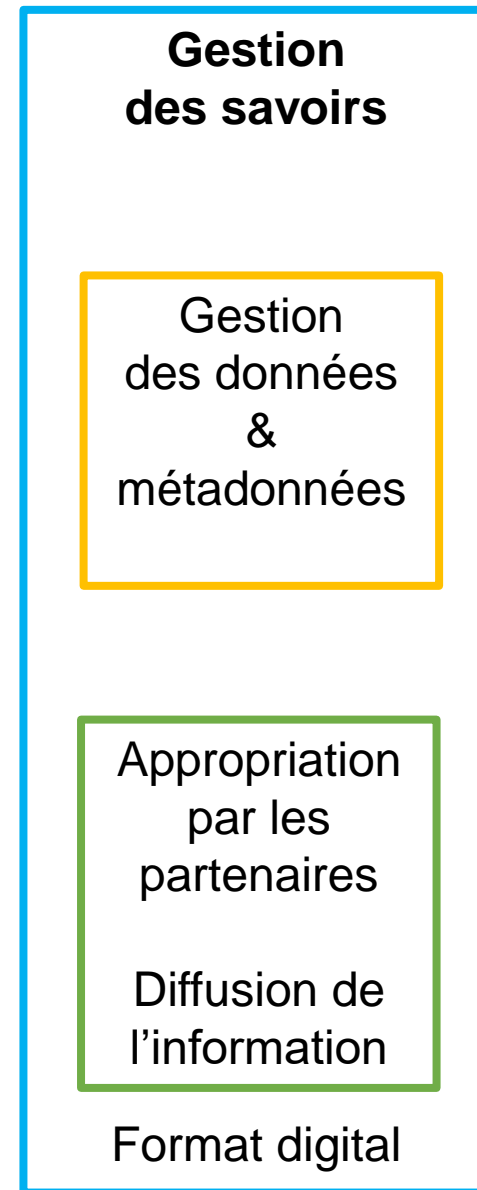 Gestion
des savoirs
Gestion
des données
&
métadonnées
Appropriation
par les
partenaires
Diffusion de
l’information
Format digital